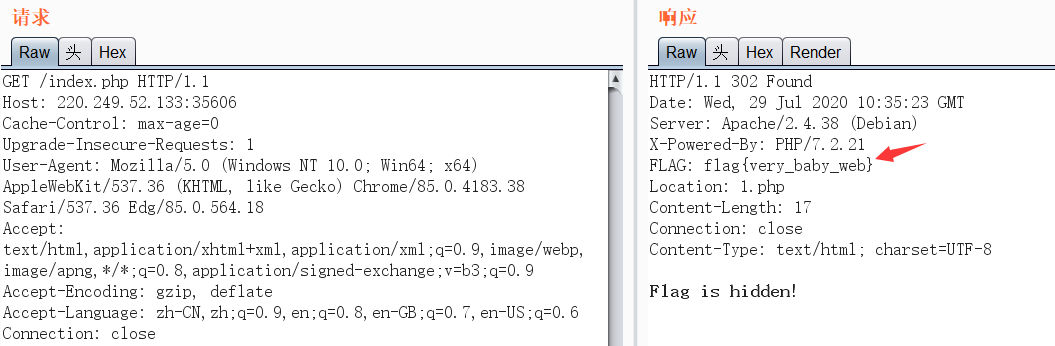 请求
Raw 头 Hex
GET /index.php HTTP/1.1
Host: 220.249.52.133:35606
Cache-Control: max-age=0
Upgrade-Insecure-Requests: 1
User-Agent: Mozilla/5.0 (Windows NT 10.0; Win64; x64)
AppleWebKit/537.36 (KHTML, like Gecko) Chrome/85.0.4183.38
Safari/537.36 Edg/85.0.564.18
Accept:
text/html,application/xhtml+xml,application/xml;q=0.9,image/webp,
image/apng,*/*;q=0.8,application/signed-exchange;v=b3;q=0.9
Accept-Encoding: gzip, deflate
Accept-Language: zh-CN,zh;q=0.9,en;q=0.8,en-GB;q=0.7,en-US;q=0.6
Connection: close
响应
Raw 头 Hex Render
HTTP/1.1 302 Found
Date: Wed, 29 Jul 2020 10:35:23 GMT
Server: Apache/2.4.38 (Debian)
X-Powered-By: PHP/7.2.21
FLAG: flag{very_baby_web}
Location: 1.php
Content-Length: 17
Connection: close
Content-Type: text/html; charset=UTF-8
Flag is hidden!